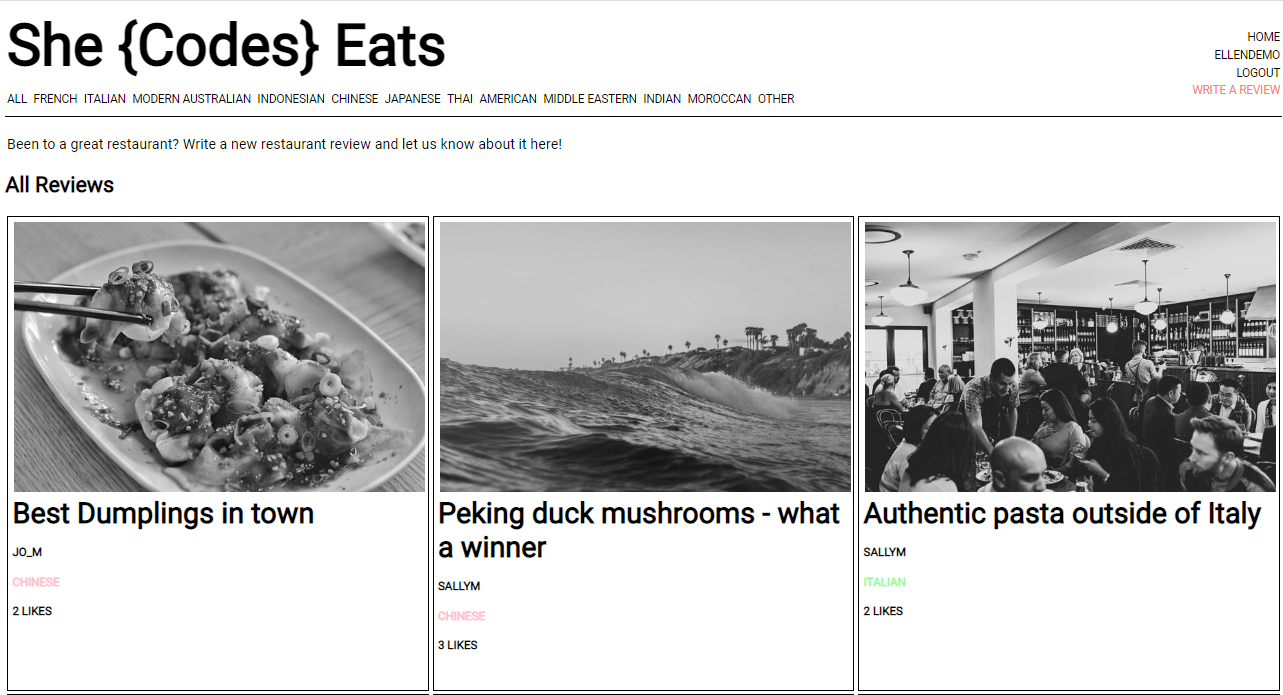 She {Codes} Eats
HOME
ELLENDEMO
LOGOUT
WRITE A REVIEW
ALL FRENCH ITALIAN MODERN AUSTRALIAN INDONESIAN CHINESE JAPANESE THAI AMERICAN MIDDLE EASTERN INDIAN MOROCCAN OTHER
Been to a great restaurant? Write a new restaurant review and let us know about it here!
All Reviews
Best Dumplings in town
JO_M
CHINESE
2 LIKES
Peking duck mushrooms - what
a winner
SALLYM
CHINESE
3 LIKES
Authentic pasta outside of Italy
SALLYM
ITALIAN
2 LIKES